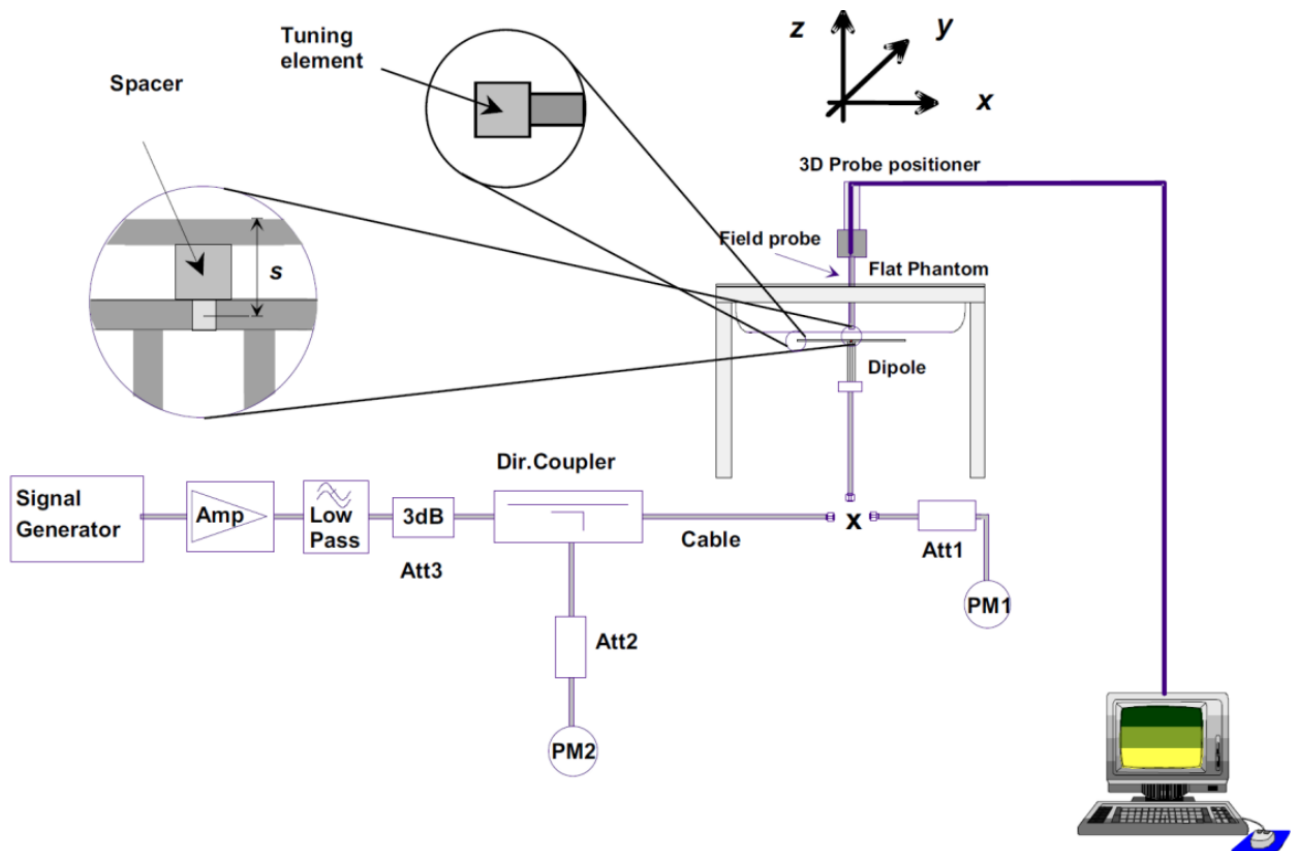 Tuning
element
Spacer
z
y
x
3D Probe positioner
Field probe
Flat Phantom
s
Dipole
Dir.Coupler
Signal
Generator
Amp
Low
Pass
3dB
Att3
Cable
x
Att1
PM1
Att2
PM2